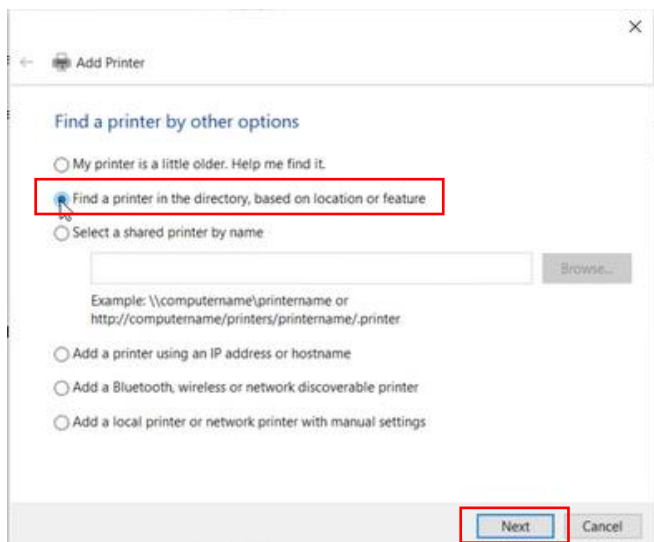 Add Printer
Find a printer by other options
My printer is a little older. Help me find it.
Find a printer in the directory, based on location or feature
Select a shared printer by name
Browse...
Example: \\computername\printername or
http://computername/printers/printername/.printer
Add a printer using an IP address or hostname
Add a Bluetooth, wireless or network discoverable printer
Add a local printer or network printer with manual settings
Next Cancel